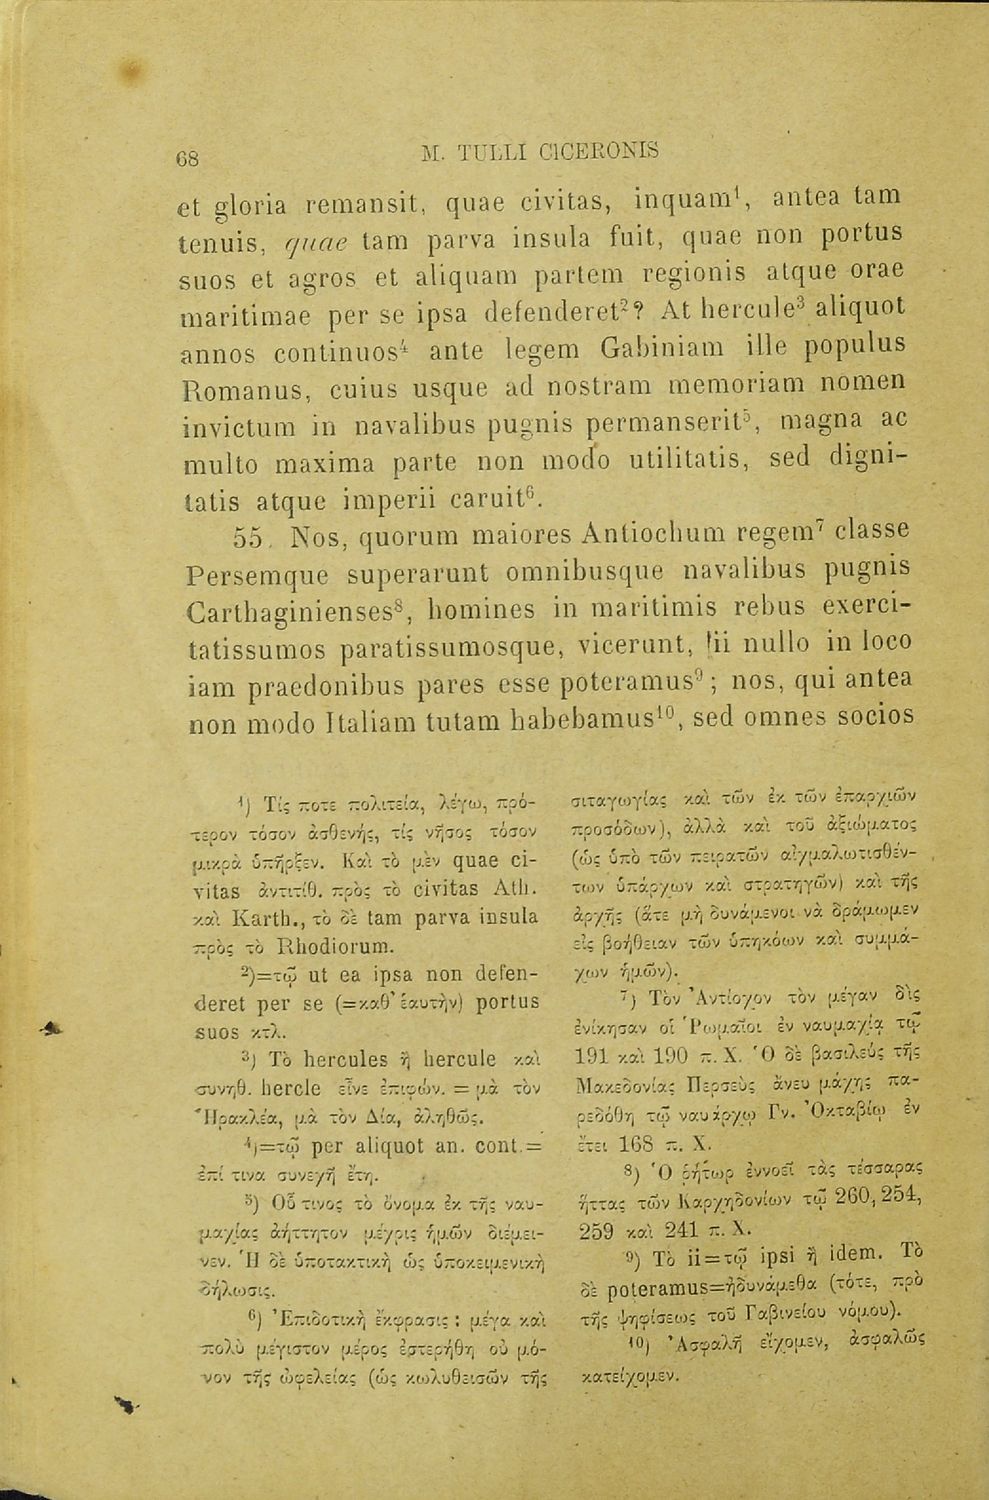 68
M. TULLI CICERONIS
et gloria remansit, quae civitas, inquam¹, antea tam
tenuis, quae tam parva insula fuit, quae non portus
suos et agros et aliquam partem regionis atque orae
maritimae per se ipsa defenderet²? At hercule³ aliquot
annos continuos⁴ ante legem Gabiniam ille populus
Romanus, cuius usque ad nostram memoriam nomen
invictum in navalibus pugnis permanserit⁵, magna ac
multo maxima parte non modo utilitatis, sed digni-
tatis atque imperii caruit⁶.
55. Nos, quorum maiores Antiochum regem⁷ classe
Persemque superarunt omnibusque navalibus pugnis
Carthaginienses⁸, homines in maritimis rebus exerci-
tatissumos paratissumosque, vicerunt, ii nullo in loco
iam praedonibus pares esse poteramus⁹; nos, qui antea
non modo Italiam tutam habebamus¹⁰, sed omnes socios
¹) Τίς ποτε πολιτεία, λέγω, πρό-
τερον τόσον ἀσθενής, τίς νῆσος τόσον
μικρὰ ὑπῆρξεν. Καὶ τὸ μὲν quae ci-
vitas ἀντιτίθ. πρὸς τὸ civitas Ath.
καὶ Karth., τὸ δὲ tam parva insula
πρὸς τὸ Rhodiorum.
²)=τῷ ut ea ipsa non defen-
deret per se (=καθ' ἑαυτὴν) portus
suos κτλ.
³) Τὸ hercules ἢ hercule καὶ
συνηθ. hercle εἶνε ἐπιφών. = μὰ τὸν
Ἡρακλέα, μὰ τὸν Δία, ἀληθῶς.
⁴)=τῷ per aliquot an. cont.=
ἐπί τινα συνεχῆ ἔτη.
⁵) Οὗ τινος τὸ ὄνομα ἐκ τῆς ναυ-
μαχίας ἀήττητον μέχρις ἡμῶν διέμει-
νεν. Ἡ δὲ ὑποτακτικὴ ὡς ὑποκειμενικὴ
δήλωσις.
⁶) Ἐπιδοτικὴ ἔκφρασις : μέγα καὶ
πολὺ μέγιστον μέρος ἐστερήθη οὐ μό-
νον τῆς ὠφελείας (ὡς κωλυθεισῶν τῆς
σιταγωγίας καὶ τῶν ἐκ τῶν ἐπαρχιῶν
προσόδων), ἀλλὰ καὶ τοῦ ἀξιώματος
(ὡς ὑπὸ τῶν πειρατῶν αἰχμαλωτισθέν-
των ὑπάρχων καὶ στρατηγῶν) καὶ τῆς
ἀρχῆς (ἅτε μὴ δυνάμενοι νὰ δράμωμεν
εἰς βοήθειαν τῶν ὑπηκόων καὶ συμμά-
χων ἡμῶν).
⁷) Τὸν Ἀντίοχον τὸν μέγαν δὶς
ἐνίκησαν οἱ Ῥωμαῖοι ἐν ναυμαχίᾳ τῷ
191 καὶ 190 π. Χ. Ὁ δὲ βασιλεὺς τῆς
Μακεδονίας Περσεὺς ἄνευ μάχης πα-
ρεδόθη τῷ ναυάρχῳ Γν. Ὀκταβίῳ ἐν
ἔτει 168 π. Χ.
⁸) Ὁ ῥήτωρ ἐννοεῖ τὰς τέσσαρας
ἥττας τῶν Καρχηδονίων τῷ 260, 254,
259 καὶ 241 π. Χ.
⁹) Τὸ ii=τῷ ipsi ἢ idem. Τὸ
δὲ poteramus=ἠδυνάμεθα (τότε, πρὸ
τῆς ψηφίσεως τοῦ Γαβινείου νόμου).
¹⁰) Ἀσφαλῆ εἴχομεν, ἀσφαλῶς
κατείχομεν.